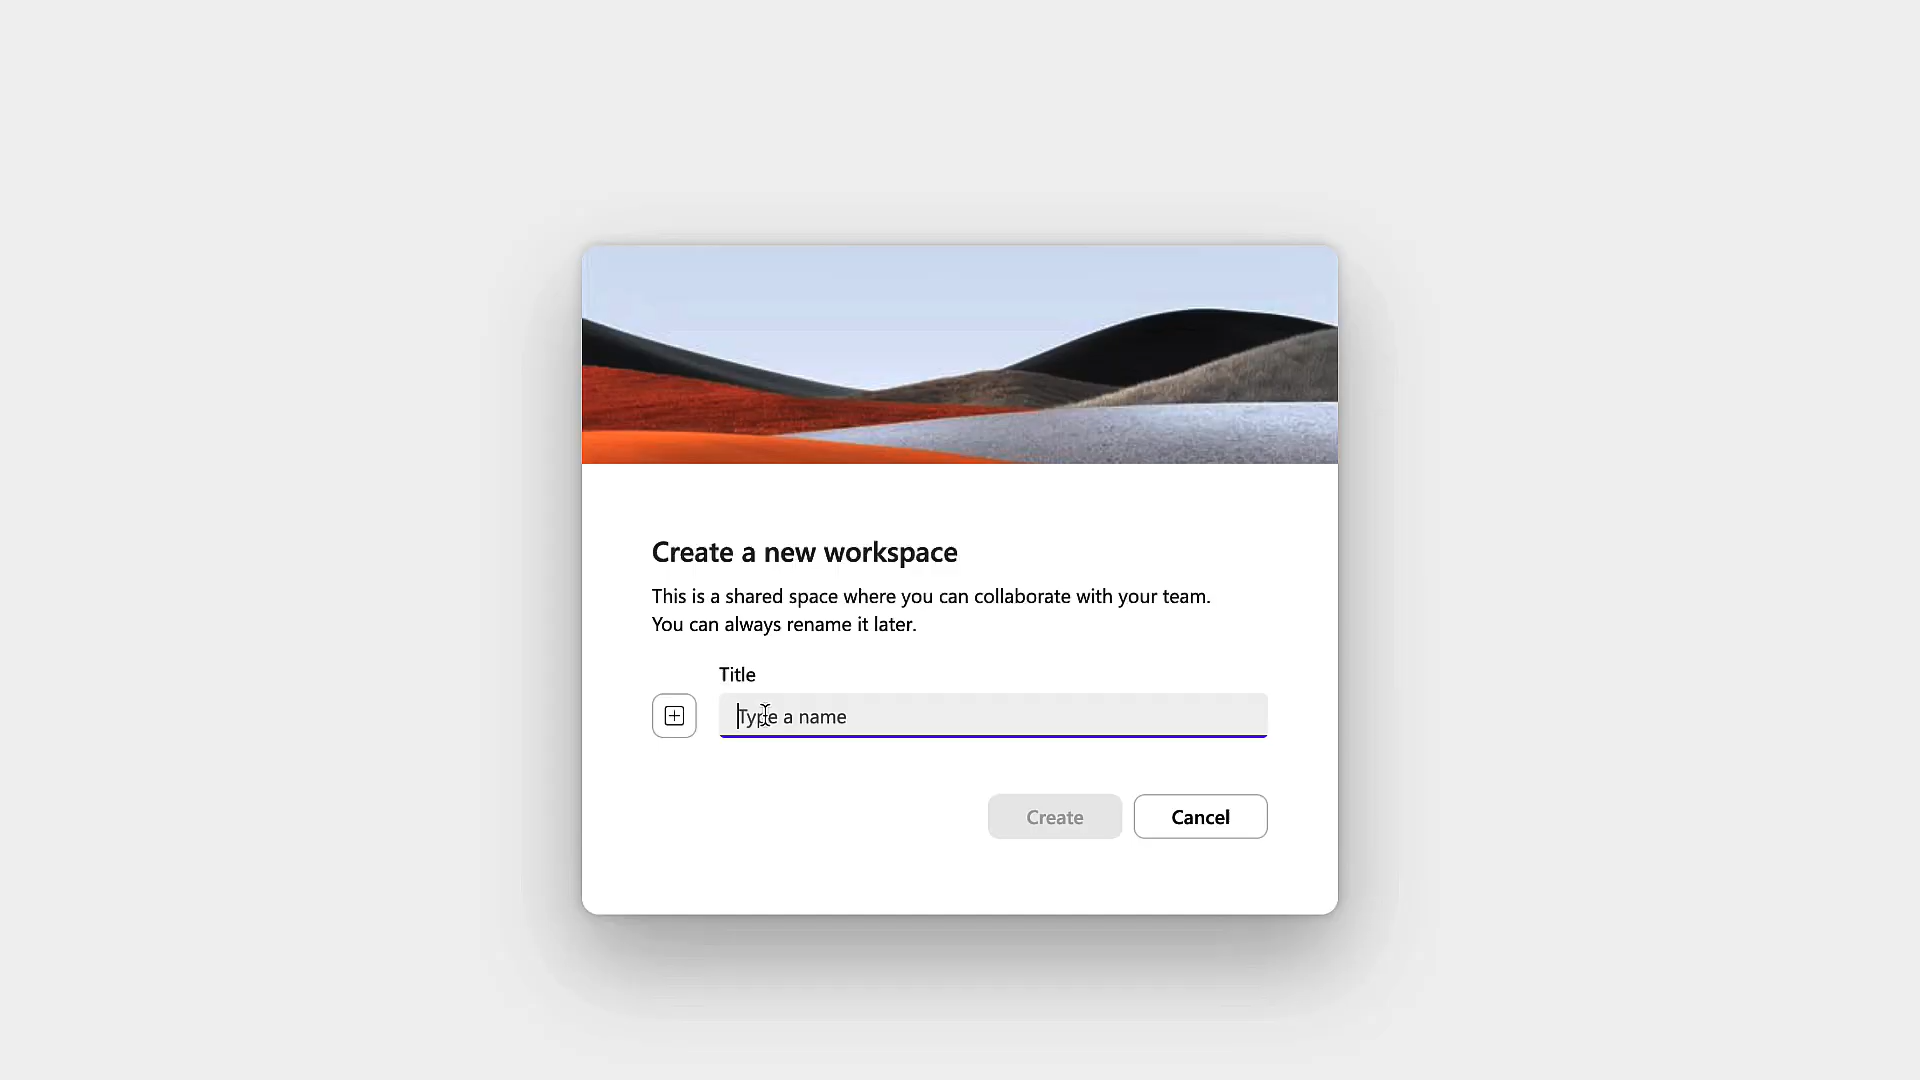 Create a new workspace
This is a shared space where you can collaborate with your team.
You can always rename it later.
Title
Type a name
Create
Cancel